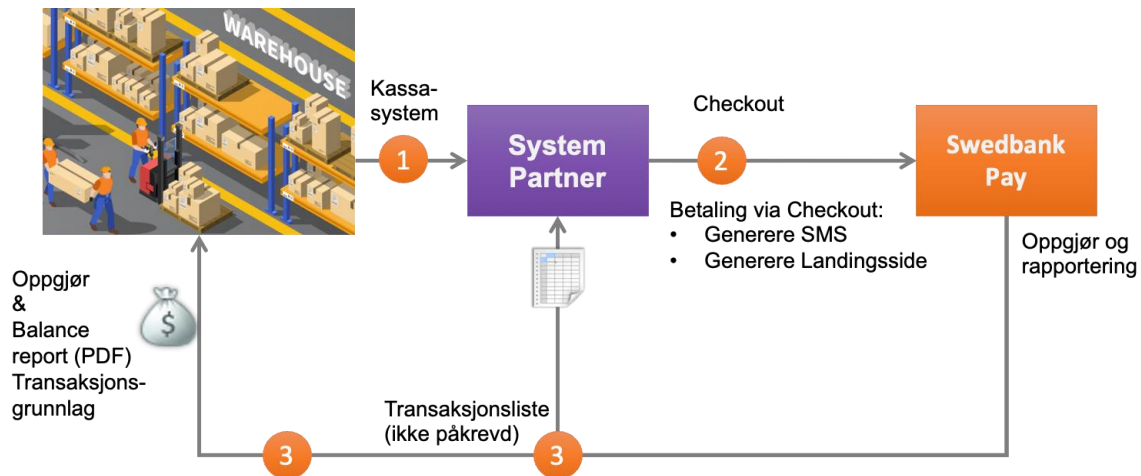 WAREHOUSE
Kassa-
system
1
System
Partner
Checkout
2
Swedbank
Pay
Betaling via Checkout:
• Generere SMS
• Generere Landingsside
Oppgjør og
rapportering
Oppgjør
&
Balance
report (PDF)
Transaksjons-
grunnlag
$
Transaksjonsliste
(ikke påkrevd)
3
3